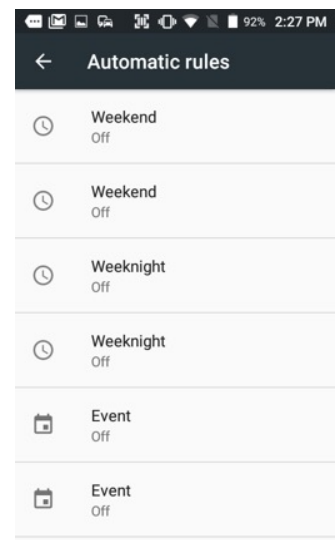 92% 2:27 PM
Automatic rules
Weekend
Off
Weekend
Off
Weeknight
Off
Weeknight
Off
Event
Off
Event
Off